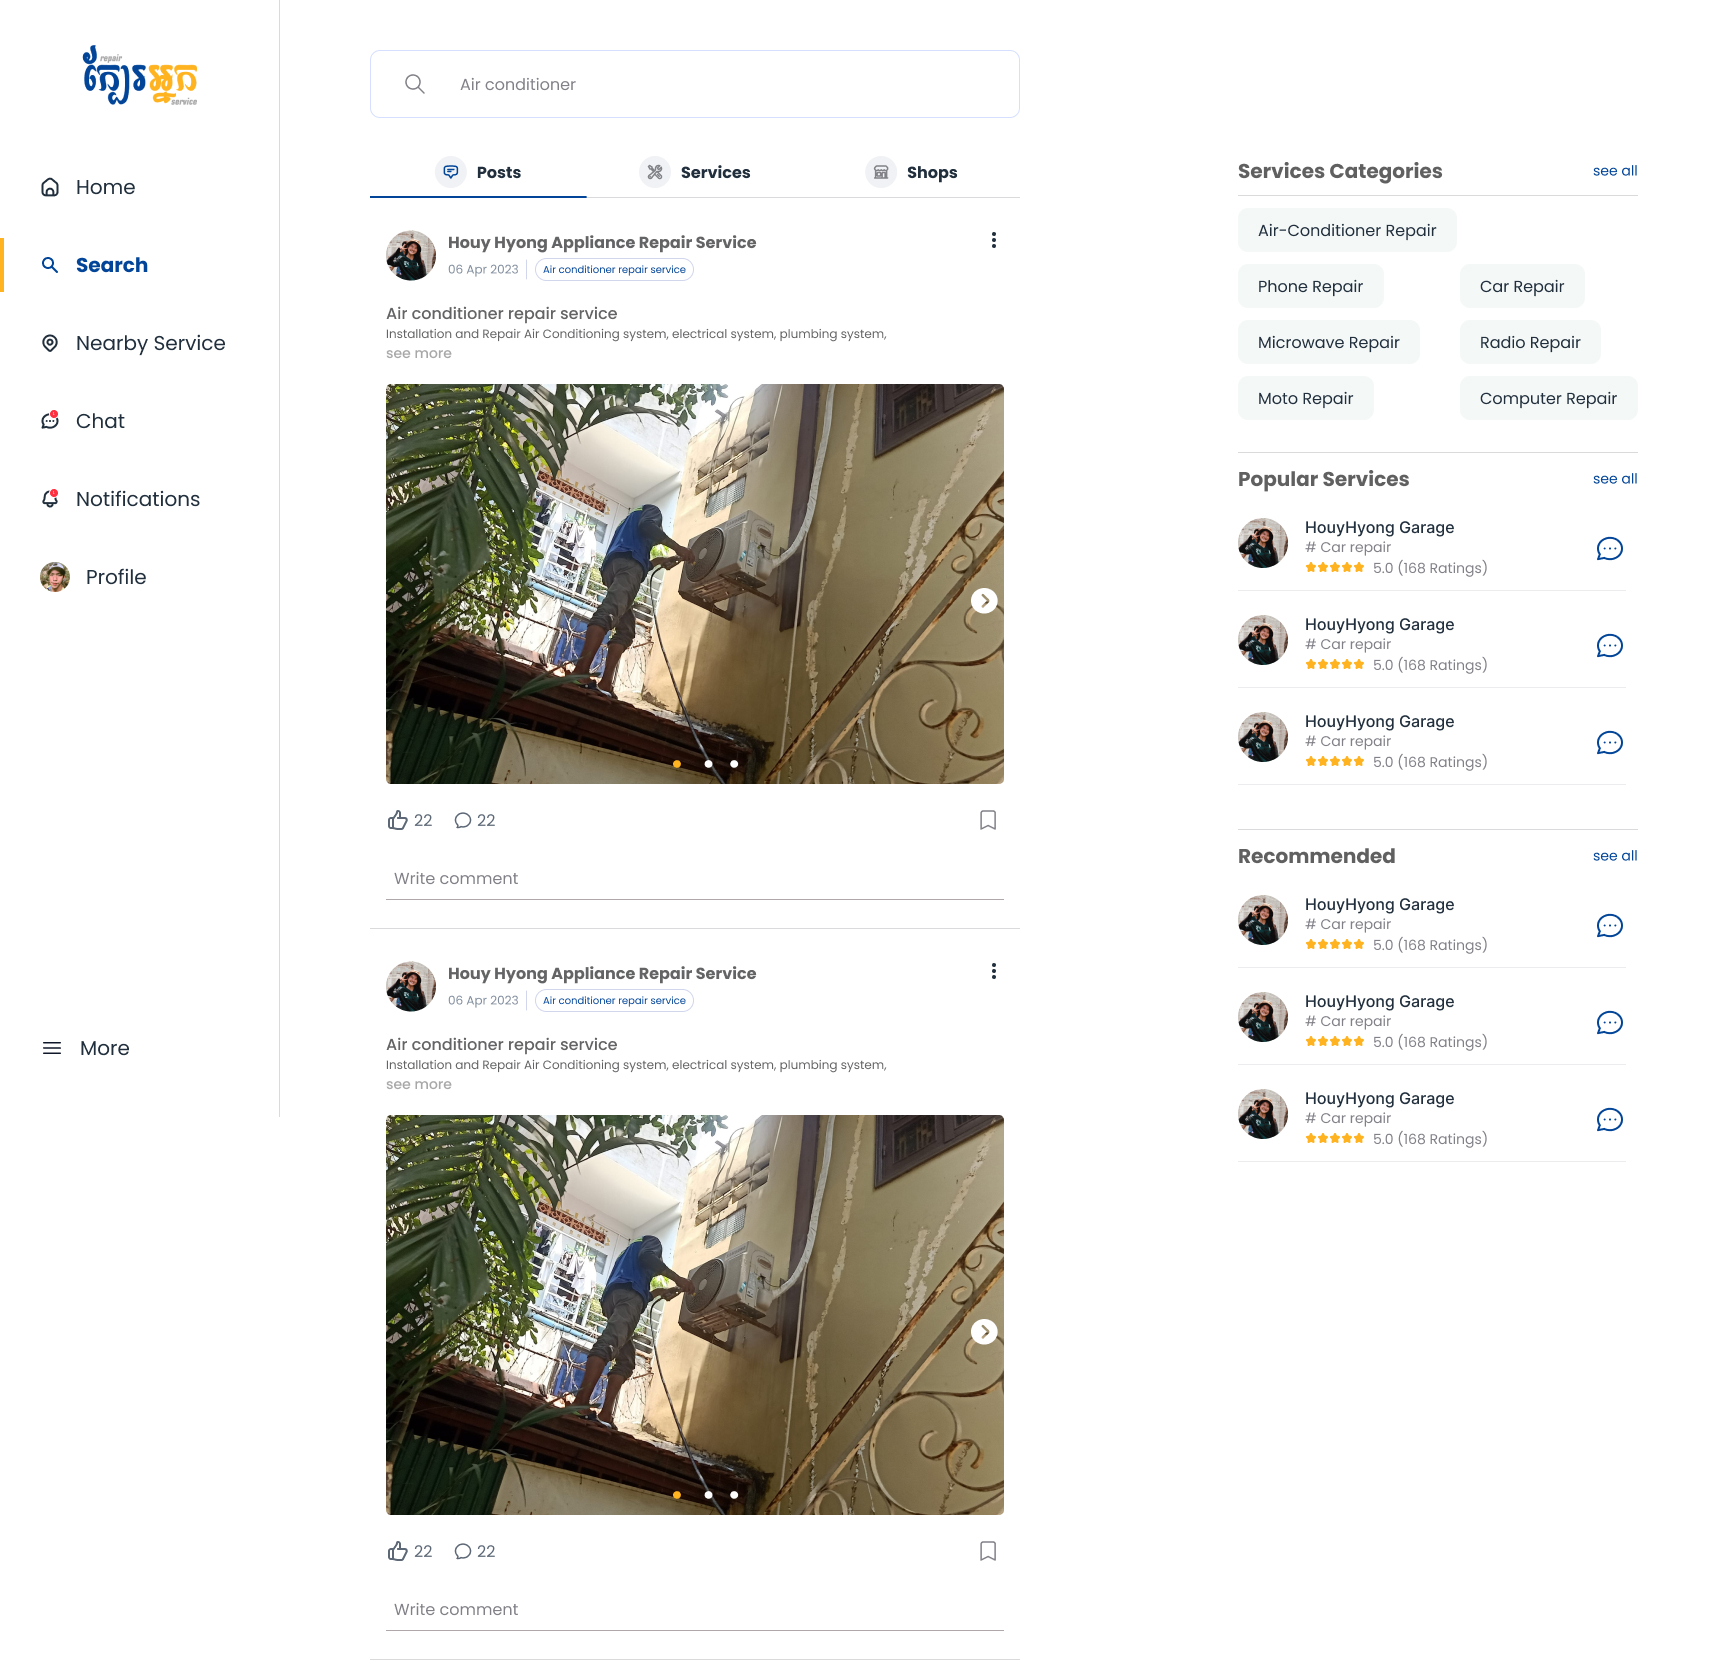 repair
ក្បែរអ្នក
service
Home
Search
Nearby Service
Chat
Notifications
Profile
More
Air conditioner
Posts
Services
Shops
Houy Hyong Appliance Repair Service
06 Apr 2023
Air conditioner repair service
Air conditioner repair service
Installation and Repair Air Conditioning system, electrical system, plumbing system,
see more
22
22
Write comment
Houy Hyong Appliance Repair Service
06 Apr 2023
Air conditioner repair service
Air conditioner repair service
Installation and Repair Air Conditioning system, electrical system, plumbing system,
see more
22
22
Write comment
Services Categories
see all
Air-Conditioner Repair
Phone Repair
Car Repair
Microwave Repair
Radio Repair
Moto Repair
Computer Repair
Popular Services
see all
HouyHyong Garage
# Car repair
5.0 (168 Ratings)
HouyHyong Garage
# Car repair
5.0 (168 Ratings)
HouyHyong Garage
# Car repair
5.0 (168 Ratings)
Recommended
see all
HouyHyong Garage
# Car repair
5.0 (168 Ratings)
HouyHyong Garage
# Car repair
5.0 (168 Ratings)
HouyHyong Garage
# Car repair
5.0 (168 Ratings)